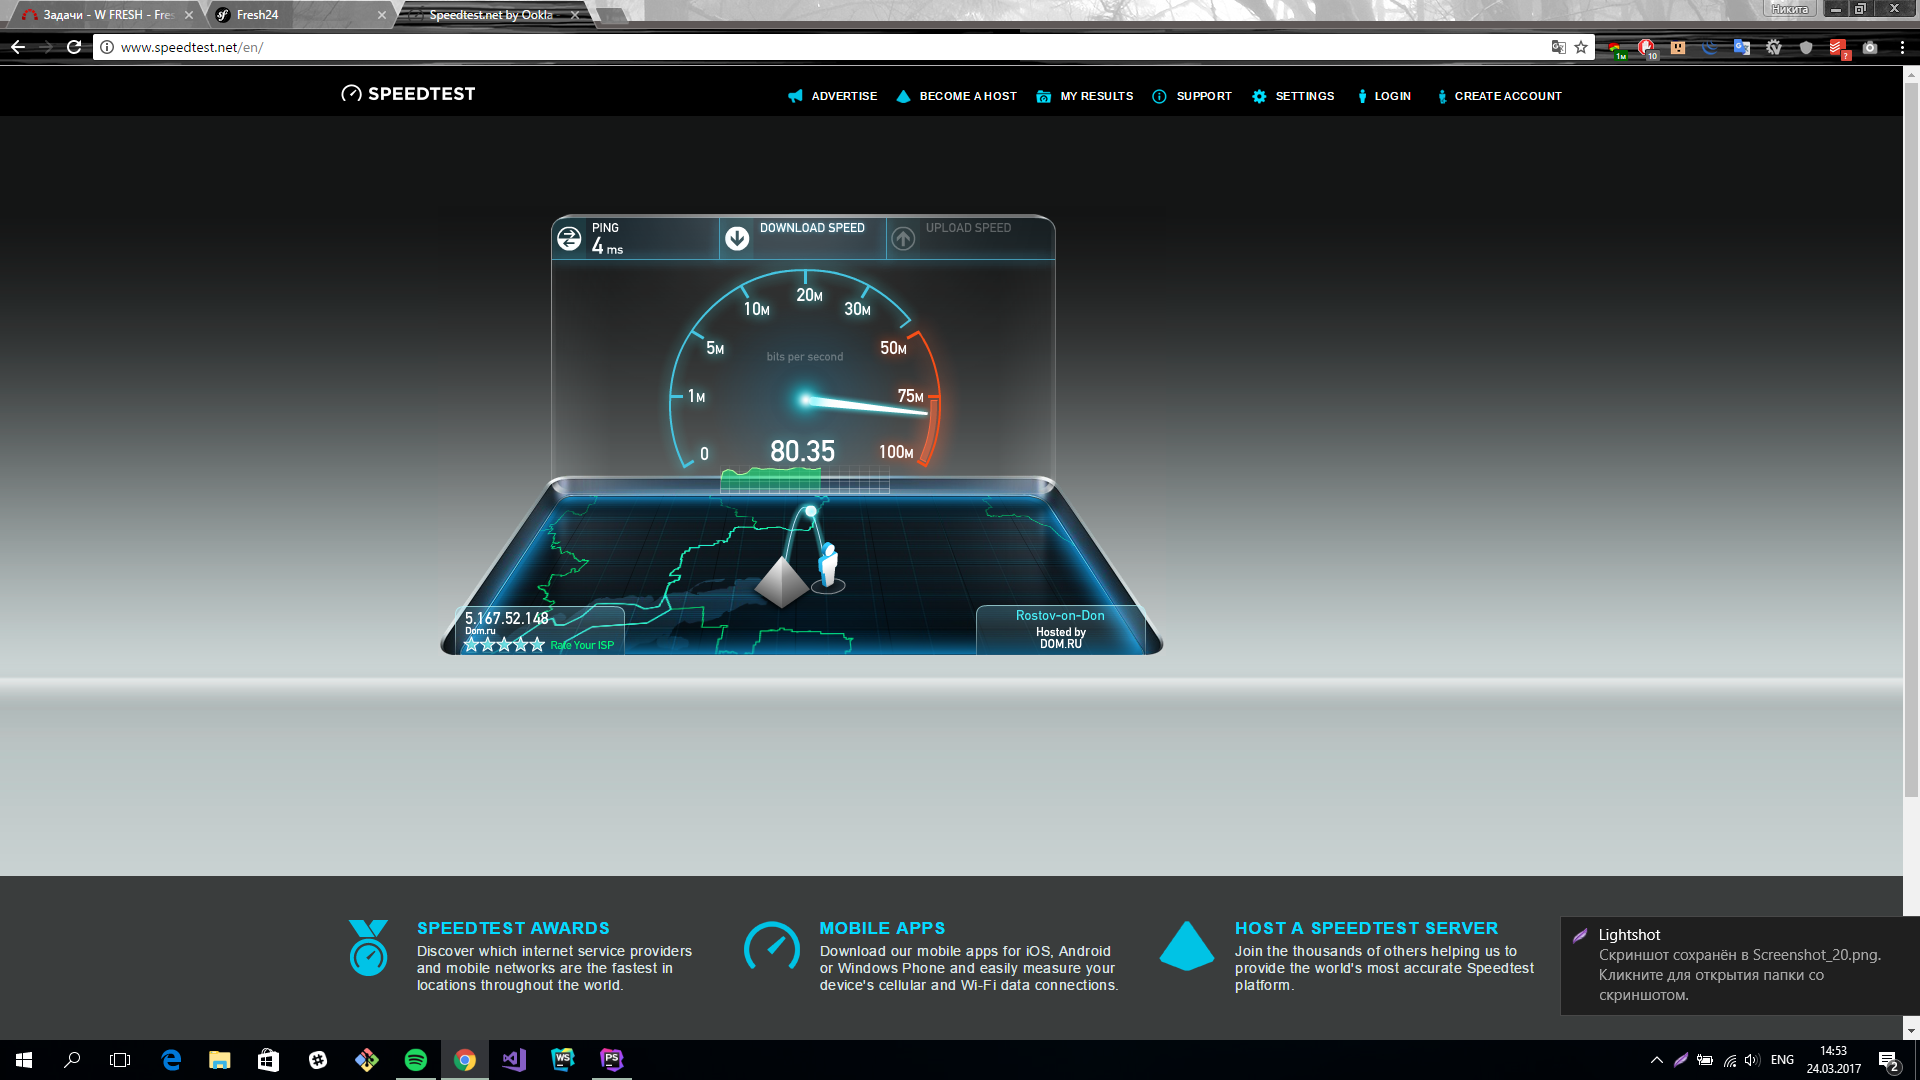 Задачи - W FRESH - Fres
Fresh24
Speedtest.net by Ookla
Никита
www.speedtest.net/en/
1м
10
?
SPEEDTEST
ADVERTISE
BECOME A HOST
MY RESULTS
SUPPORT
SETTINGS
LOGIN
CREATE ACCOUNT
PING
4 ms
DOWNLOAD SPEED
UPLOAD SPEED
20M
10M
30M
5M
50M
bits per second
1M
75M
80.35
0
100M
5.167.52.148
Dom.ru
Rate Your ISP
Rostov-on-Don
Hosted by
DOM.RU
SPEEDTEST AWARDS
Discover which internet service providers
and mobile networks are the fastest in
locations throughout the world.
MOBILE APPS
Download our mobile apps for iOS, Android
or Windows Phone and easily measure your
device's cellular and Wi-Fi data connections.
HOST A SPEEDTEST SERVER
Join the thousands of others helping us to
provide the world's most accurate Speedtest
platform.
Lightshot
Скриншот сохранён в Screenshot_20.png.
Кликните для открытия папки со
скриншотом.
WS
PS
ENG
14:53
24.03.2017
2